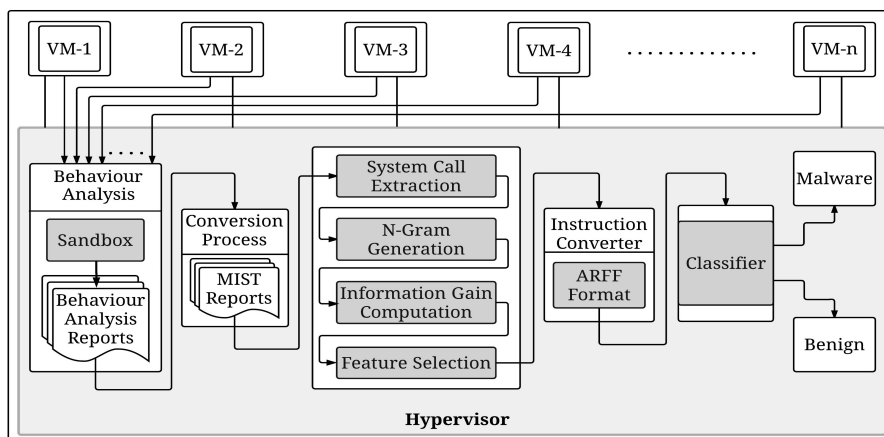 VM-1
VM-2
VM-3
VM-4
VM-n
Behaviour
Analysis
Sandbox
Behaviour
Analysis
Reports
Conversion
Process
MIST
Reports
System Call
Extraction
N-Gram
Generation
Information Gain
Computation
Feature Selection
Instruction
Converter
ARFF
Format
Classifier
Malware
Benign
Hypervisor